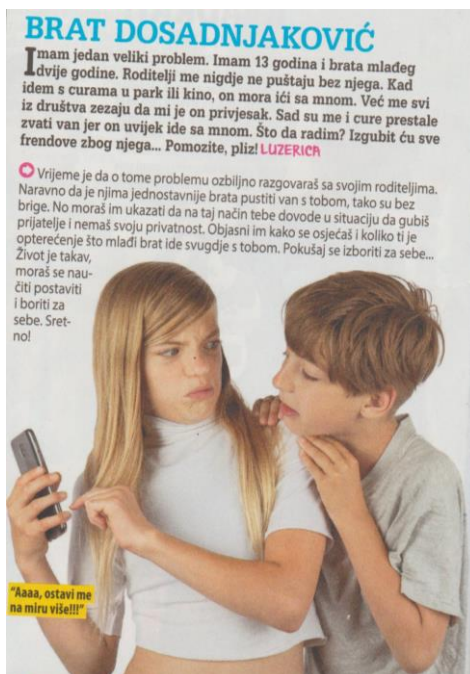 BRAT DOSADNJAKOVIĆ
Imam jedan veliki problem. Imam 13 godina i brata mlađeg
dvije godine. Roditelji me nigdje ne puštaju bez njega. Kad
idem s curama u park ili kino, on mora ići sa mnom. Već me svi
iz društva zezaju da mi je on privjesak. Sad su me i cure prestale
zvati van jer on uvijek ide sa mnom. Što da radim? Izgubit ću sve
frendove zbog njega... Pomozite, pliz! LUZERICA
Vrijeme je da o tome problemu ozbiljno razgovaraš sa svojim roditeljima.
Naravno da je njima jednostavnije brata pustiti van s tobom, tako su bez
brige. No moraš im ukazati da na taj način tebe dovode u situaciju da gubiš
prijatelje i nemaš svoju privatnost. Objasni im kako se osjećaš i koliko ti je
opterećenje što mlađi brat ide svugdje s tobom. Pokušaj se izboriti za sebe...
Život je takav,
moraš se nau-
čiti postaviti
i boriti za
sebe. Sret-
no!
"Aaaa, ostavi me
na miru više!!!"